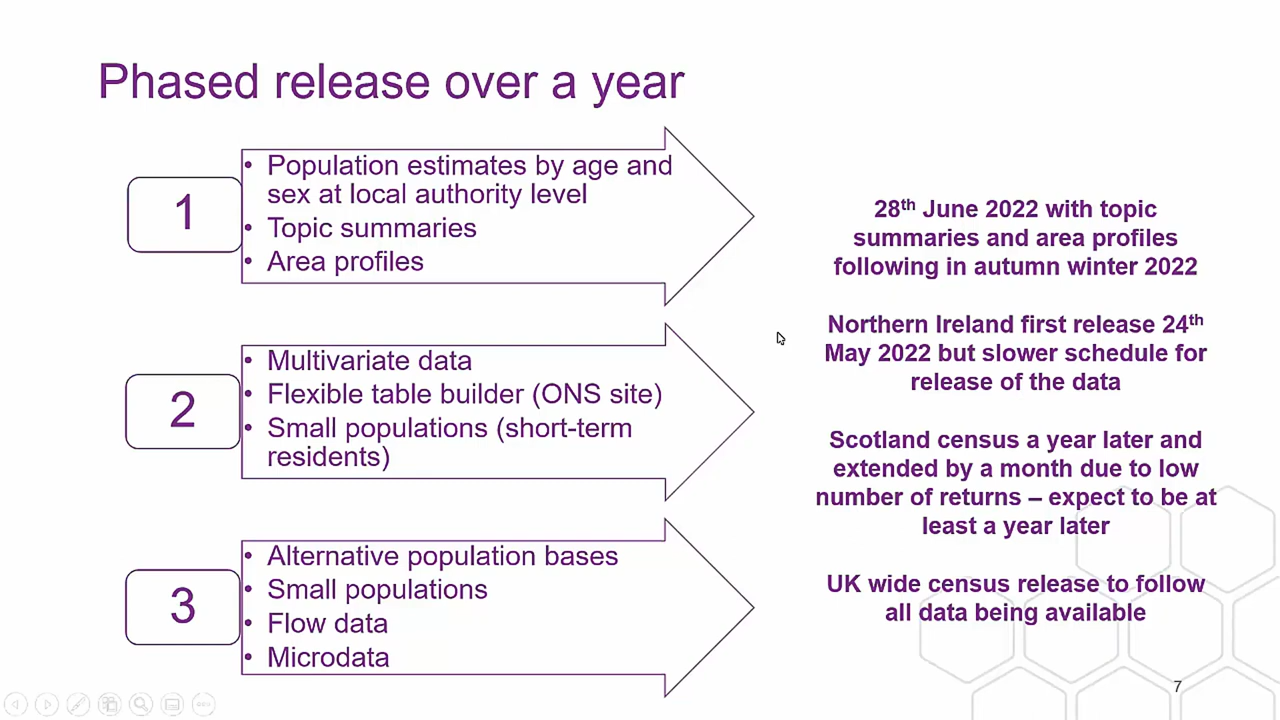 Phased release over a year
1
• Population estimates by age and
sex at local authority level
• Topic summaries
• Area profiles
2
• Multivariate data
• Flexible table builder (ONS site)
• Small populations (short-term
residents)
3
• Alternative population bases
• Small populations
• Flow data
• Microdata
28th June 2022 with topic
summaries and area profiles
following in autumn winter 2022
Northern Ireland first release 24th
May 2022 but slower schedule for
release of the data
Scotland census a year later and
extended by a month due to low
number of returns – expect to be at
least a year later
UK wide census release to follow
all data being available
7